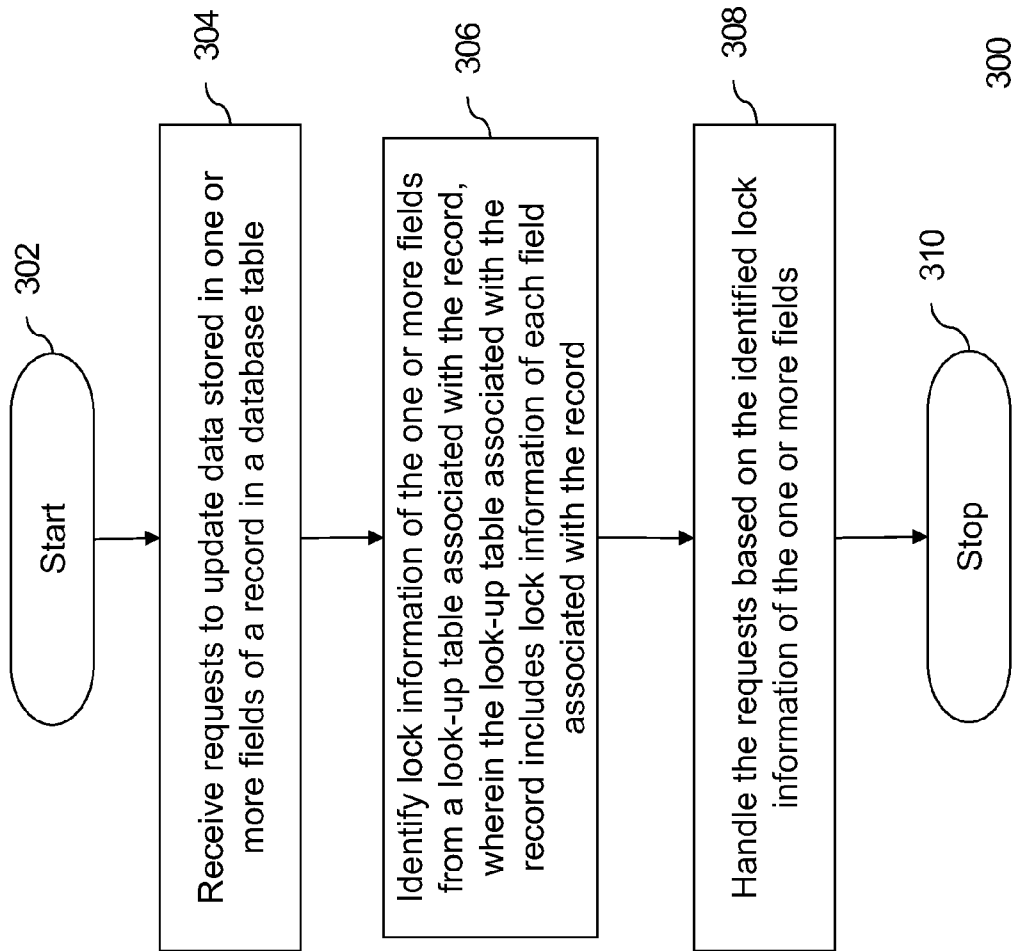 Start
302
Receive requests to update data stored in one or
more fields of a record in a database table
304
Identify lock information of the one or more fields
from a look-up table associated with the record,
wherein the look-up table associated with the
record includes lock information of each field
associated with the record
306
Handle the requests based on the identified lock
information of the one or more fields
308
Stop
310
300